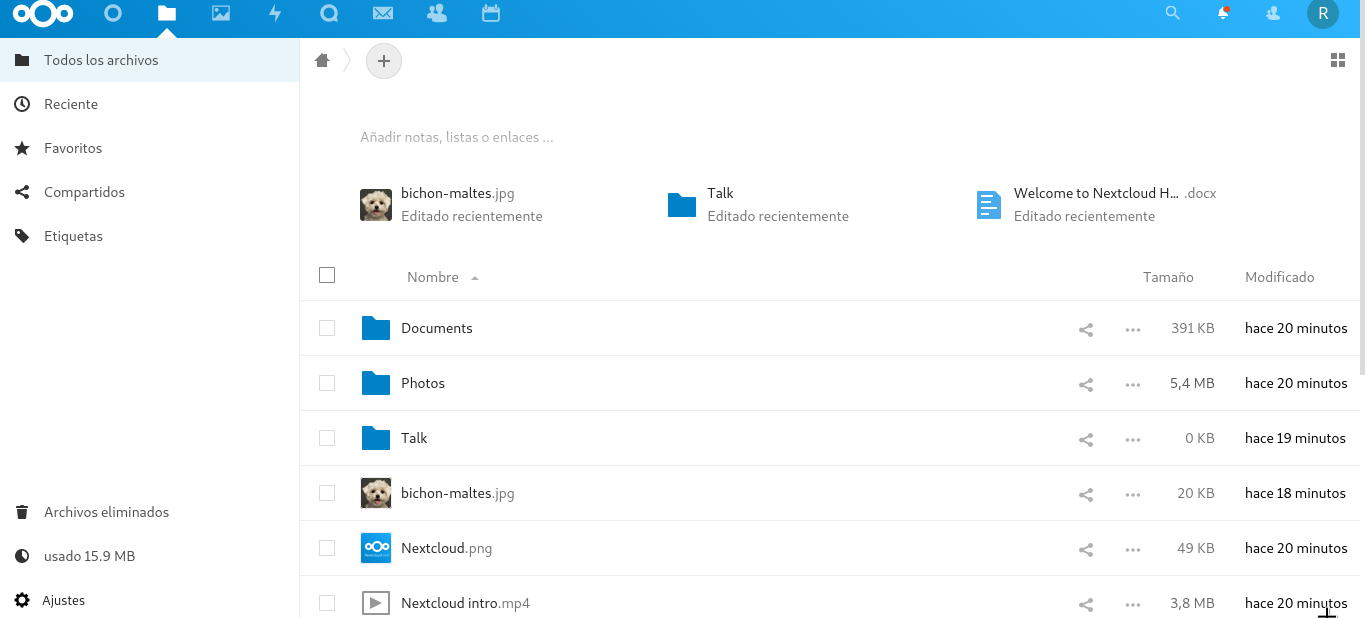 R
Todos los archivos
Reciente
Favoritos
Compartidos
Etiquetas
Archivos eliminados
usado 15.9 MB
Ajustes
+
Añadir notas, listas o enlaces ...
bichon-maltes.jpg
Editado recientemente
Talk
Editado recientemente
Welcome to Nextcloud H... .docx
Editado recientemente
Nombre Tamaño Modificado
Documents 391 KB hace 20 minutos
Photos 5,4 MB hace 20 minutos
Talk 0 KB hace 19 minutos
bichon-maltes.jpg 20 KB hace 18 minutos
Nextcloud.png 49 KB hace 20 minutos
Nextcloud intro.mp4 3,8 MB hace 20 minutos